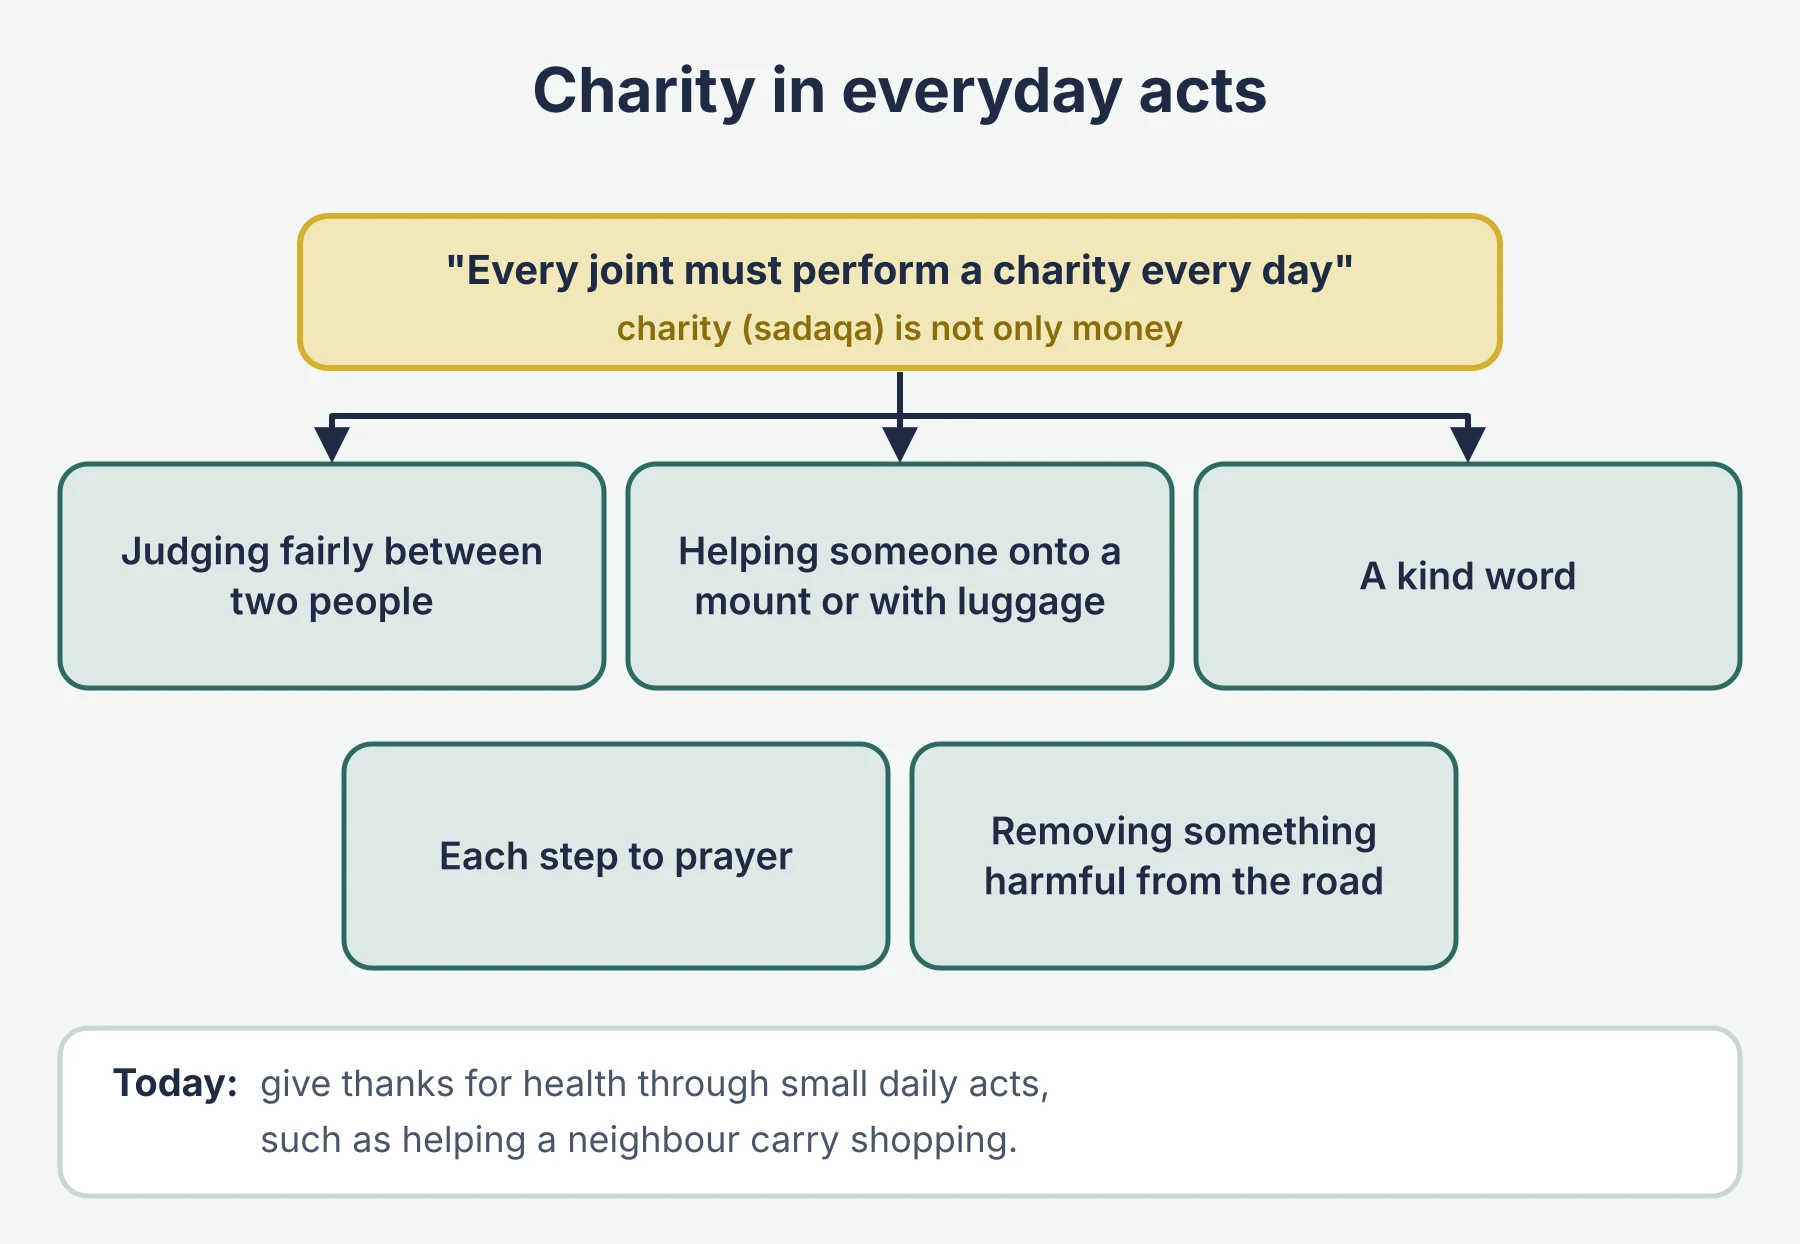 Charity in everyday acts
"Every joint must perform a charity every day"
charity (sadaqa) is not only money
Judging fairly between
two people
Helping someone onto a
mount or with luggage
A kind word
Each step to prayer
Removing something
harmful from the road
Today: give thanks for health through small daily acts,
such as helping a neighbour carry shopping.